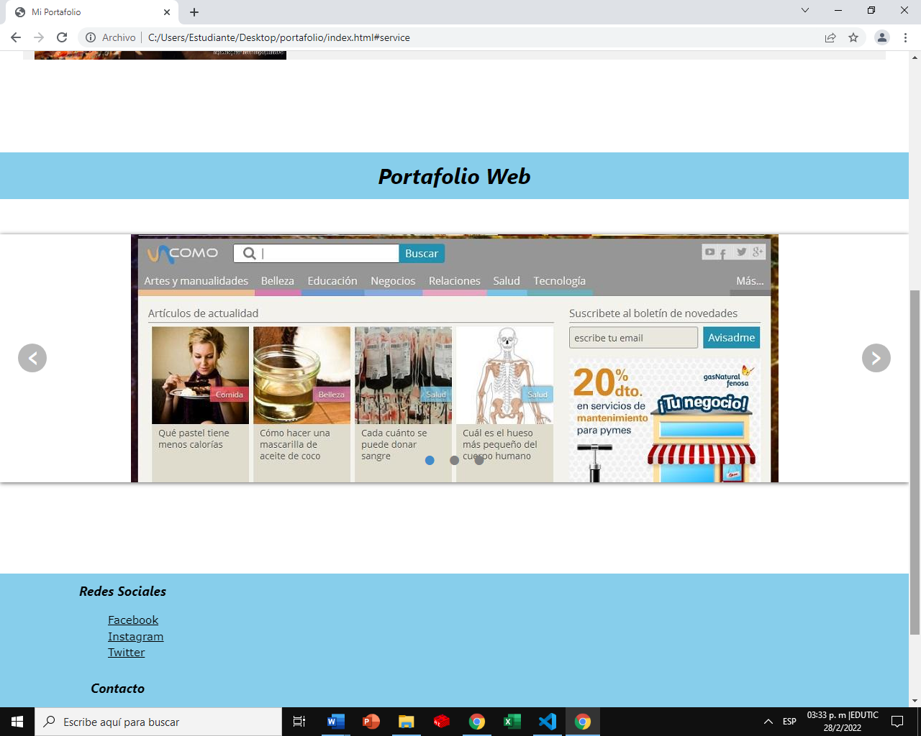 Mi Portafolio
Archivo
C:/Users/Estudiante/Desktop/portafolio/index.html#service
Portafolio Web
UNCOMO
Buscar
Artes y manualidades Belleza Educación Negocios Relaciones Salud Tecnología Más...
Artículos de actualidad
Suscribete al boletín de novedades
escribe tu email Avisadme
Comida
Belleza
Salud
Salud
Qué pastel tiene
menos calorías
Cómo hacer una
mascarilla de
aceite de coco
Cada cuánto se
puede donar
sangre
Cuál es el hueso
más pequeño del
cuerpo humano
20%
dto.
en servicios de
mantenimiento
para pymes
gasNatural
fenosa
¡Tu negocio!
Redes Sociales
Facebook
Instagram
Twitter
Contacto
Escribe aquí para buscar
ESP
03:33 p. m.|EDUTIC
28/2/2022